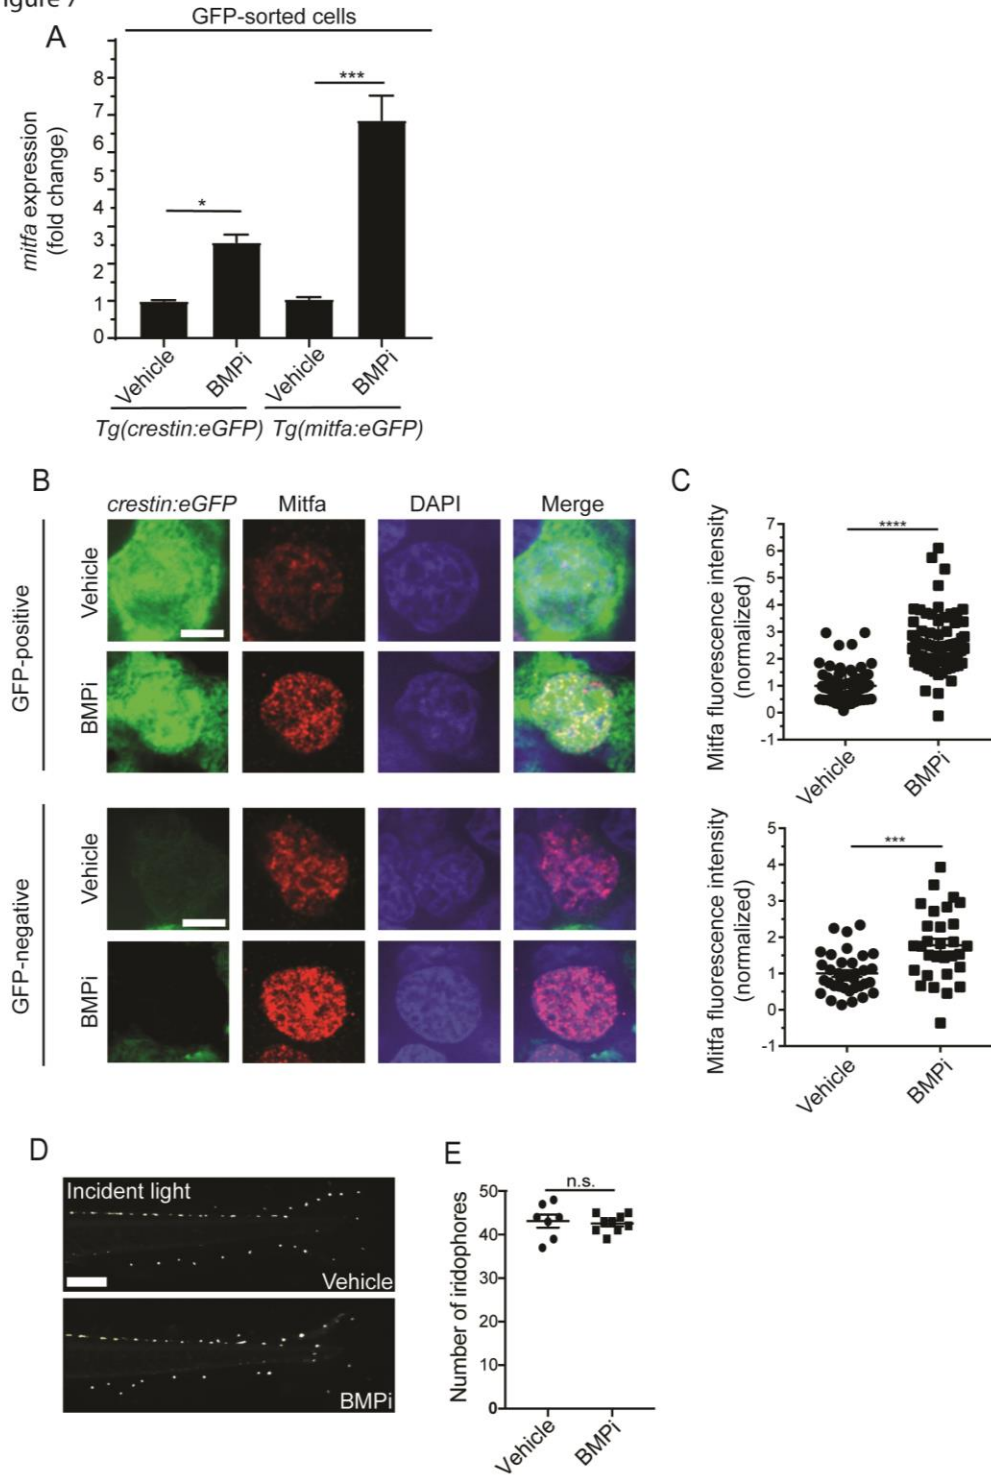 Figure 7
GFP-sorted cells
A
mitfa expression
(fold change)
8
7
6
5
4
3
2
1
0
*
***
Vehicle
BMPi
Vehicle
BMPi
Tg(crestin:eGFP) Tg(mitfa:eGFP)
B
crestin:eGFP Mitfa DAPI Merge
GFP-positive
Vehicle
BMPi
GFP-negative
Vehicle
BMPi
C
Mitfa fluorescence intensity
(normalized)
7
6
5
4
3
2
1
0
-1
****
Vehicle
BMPi
Mitfa fluorescence intensity
(normalized)
5
4
3
2
1
0
-1
***
Vehicle
BMPi
D
Incident light
Vehicle
BMPi
E
Number of iridophores
50
40
30
20
10
0
n.s.
Vehicle
BMPi